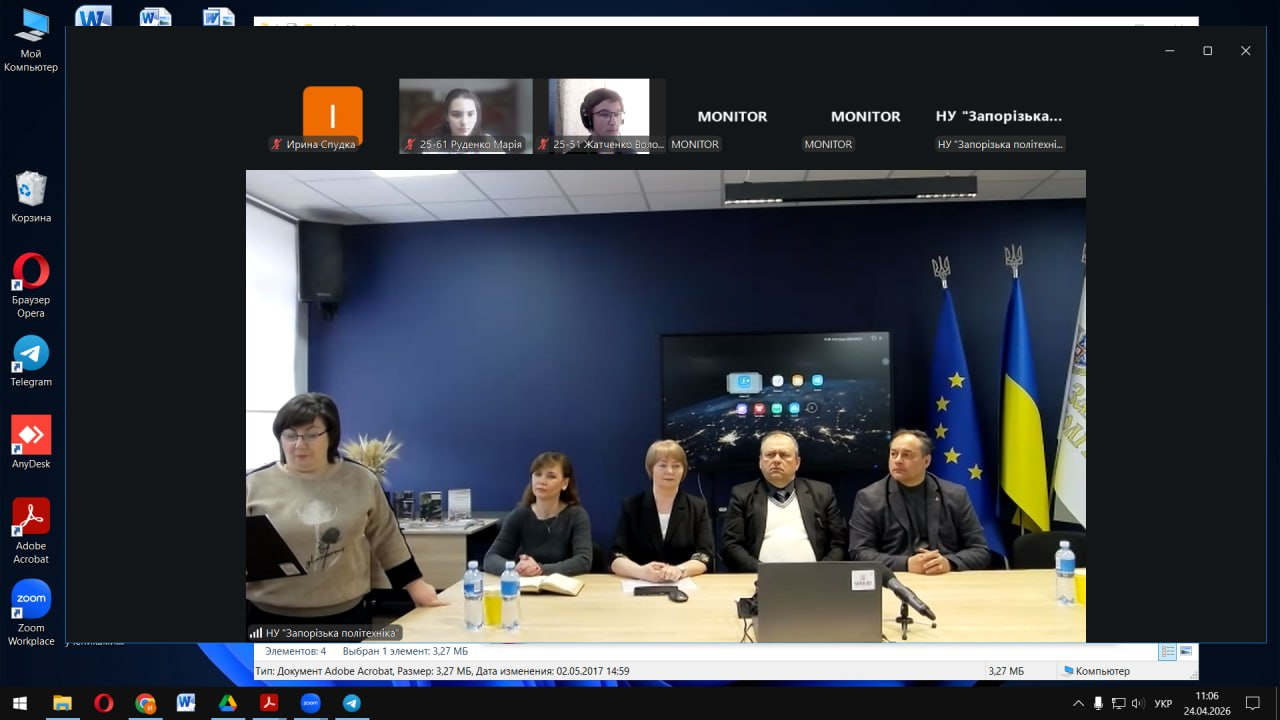 Мой
Компьютер
Корзина
Браузер
Opera
Telegram
AnyDesk
Adobe
Acrobat
zoom
Zoom
Workplace
I
Ирина Спудка
25-61 Руденко Марія
25-51 Жатченко Воло...
MONITOR
MONITOR
MONITOR
MONITOR
НУ "Запорізька...
НУ "Запорізька політехні...
НУ "Запорізька політехніка"
Элементов: 4 Выбран 1 элемент: 3,27 МБ
Тип: Документ Adobe Acrobat, Размер: 3,27 МБ, Дата изменения: 02.05.2017 14:59
3,27 МБ
Компьютер
zoom
УКР
11:06
24.04.2026